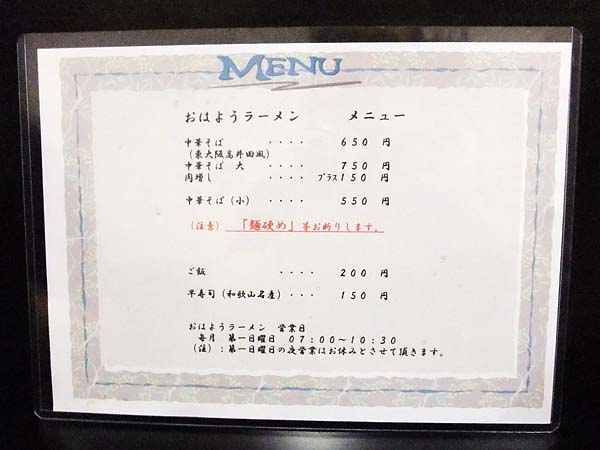 MENU
おはようラーメン　　メニュー
中華そば　・・・・　６５０　円
（東大阪高井田風）
中華そば　大　・・・・　７５０　円
肉増し　・・・・　プラス１５０　円
中華そば（小）　・・・・　５５０　円
（注意）　「麺硬め」等お断りします。
ご飯　・・・・　２００　円
早寿司（和歌山名産）・・・　１５０　円
おはようラーメン　営業日
毎月　第一日曜日　０７：００～１０：３０
（注）：第一日曜日の夜営業はお休みとさせて頂きます。